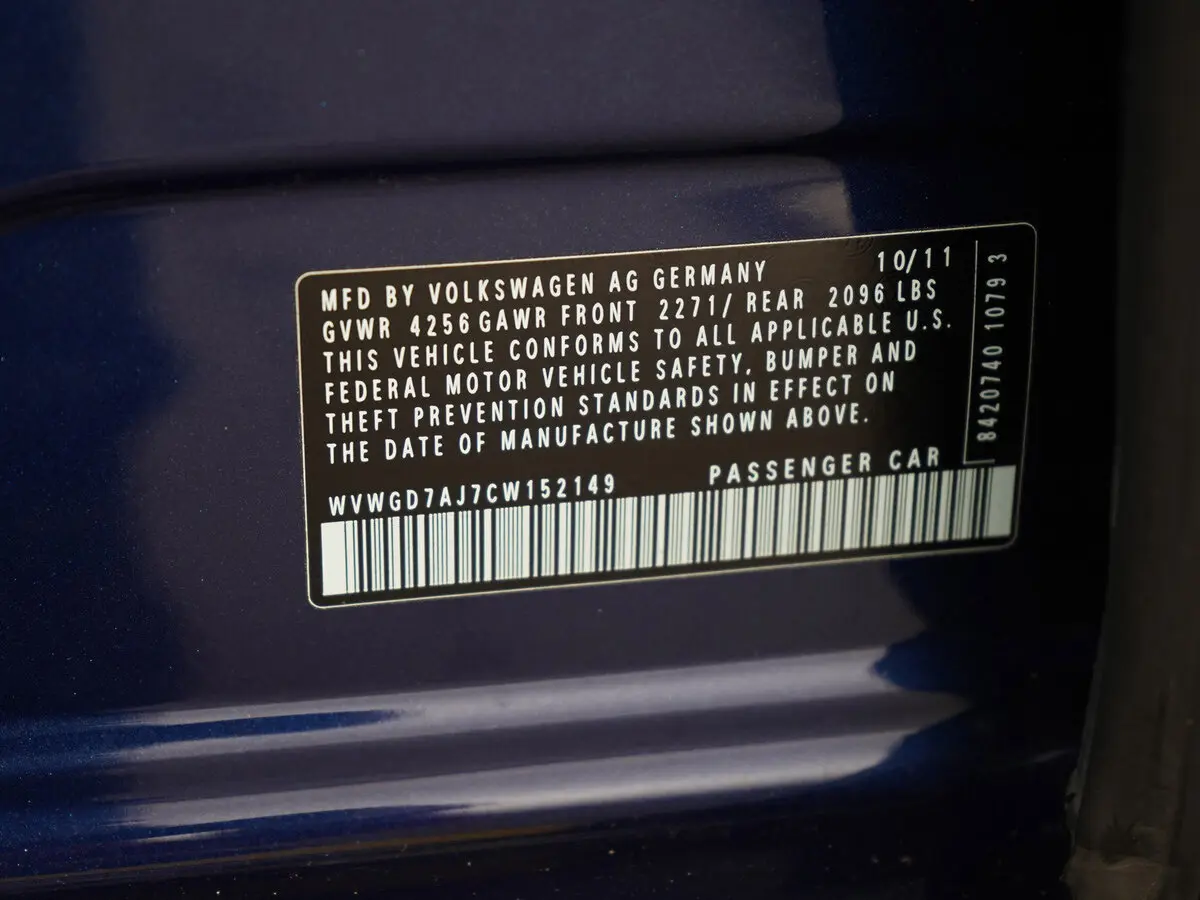 MFD BY VOLKSWAGEN AG GERMANY 10/11
GVWR 4256 GAWR FRONT 2271/ REAR 2096 LBS
THIS VEHICLE CONFORMS TO ALL APPLICABLE U.S.
FEDERAL MOTOR VEHICLE SAFETY, BUMPER AND
THEFT PREVENTION STANDARDS IN EFFECT ON
THE DATE OF MANUFACTURE SHOWN ABOVE.
WVWGD7AJ7CW152149 PASSENGER CAR
8420740 1079 3